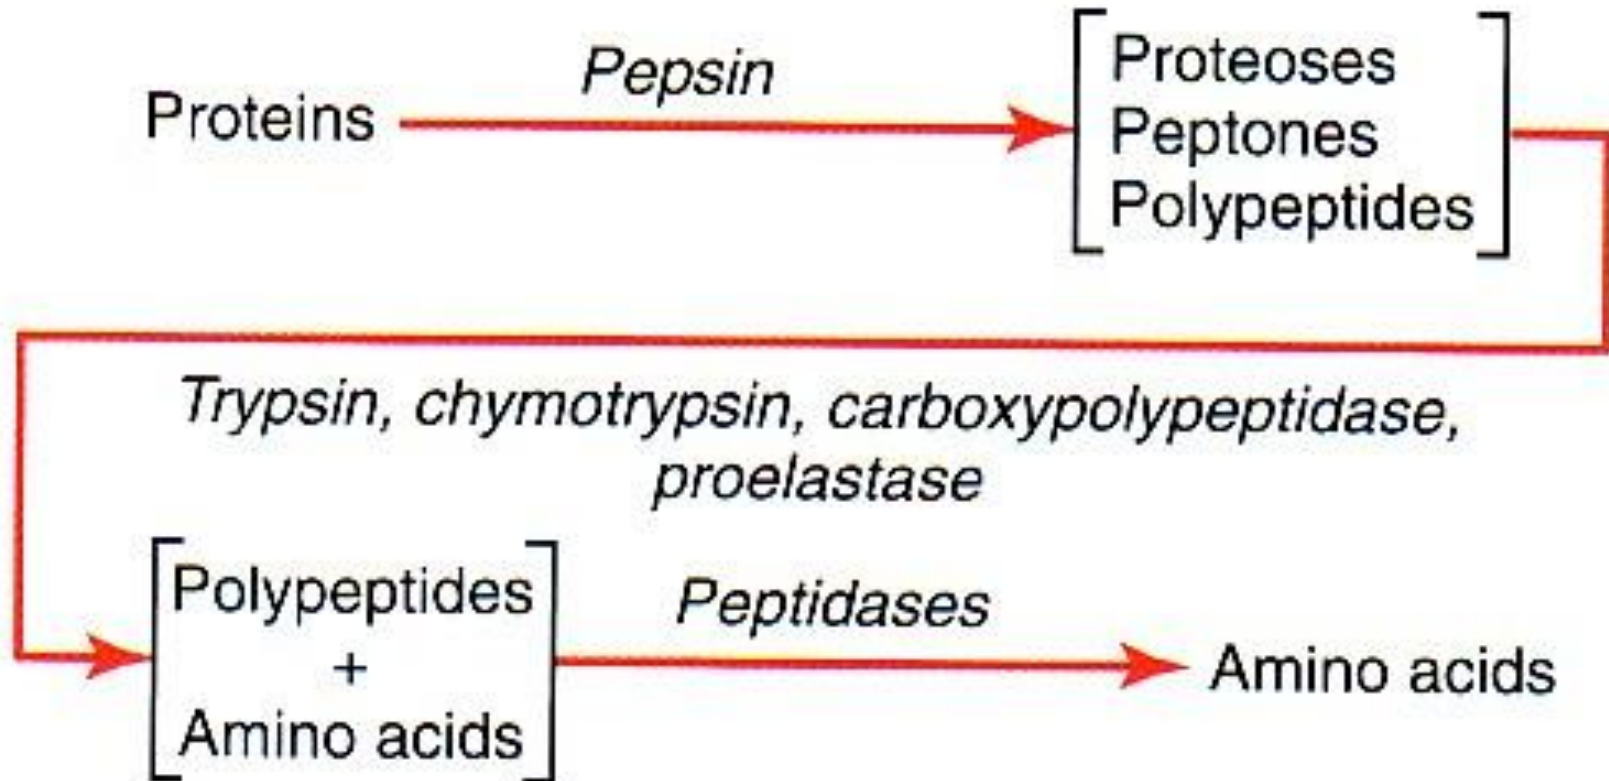 Proteins
Pepsin
Proteoses
Peptones
Polypeptides
Trypsin, chymotrypsin, carboxypolypeptidase,
proelastase
Polypeptides
+
Amino acids
Peptidases
Amino acids